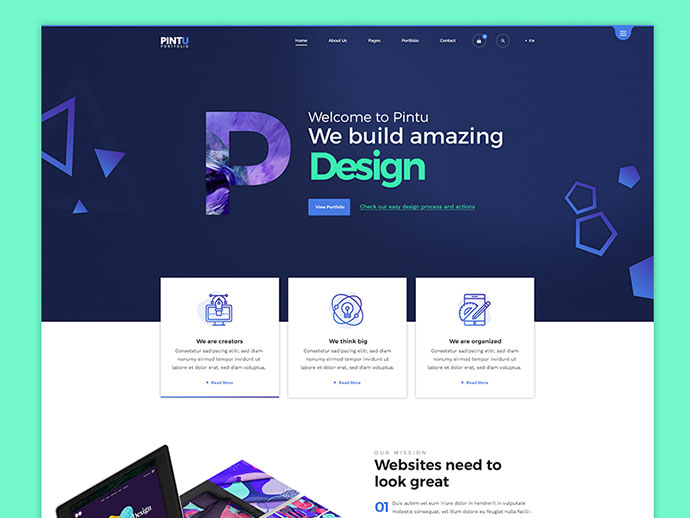 PINTU
PORTFOLIO
Home About Us Pages Portfolio Contact EN
P
Welcome to Pintu
We build amazing
Design
View Portfolio Check our easy design process and actions
We are creators
Consetetur sadipscing elitr, sed diam
nonumy eirmod tempor invidunt ut
labore et dolor erat, sed diam voluptus.
Read More
We think big
Consetetur sadipscing elitr, sed diam
nonumy eirmod tempor invidunt ut
labore et dolor erat, sed diam voluptus.
Read More
We are organized
Consetetur sadipscing elitr, sed diam
nonumy eirmod tempor invidunt ut
labore et dolor erat, sed diam voluptus.
Read More
OUR MISSION
Websites need to
look great
01 Duis autem vel eum iriure dolor in hendrerit in vulputate
molestie consequat, vel illum dolore eu feugiat nulla facili-
Design